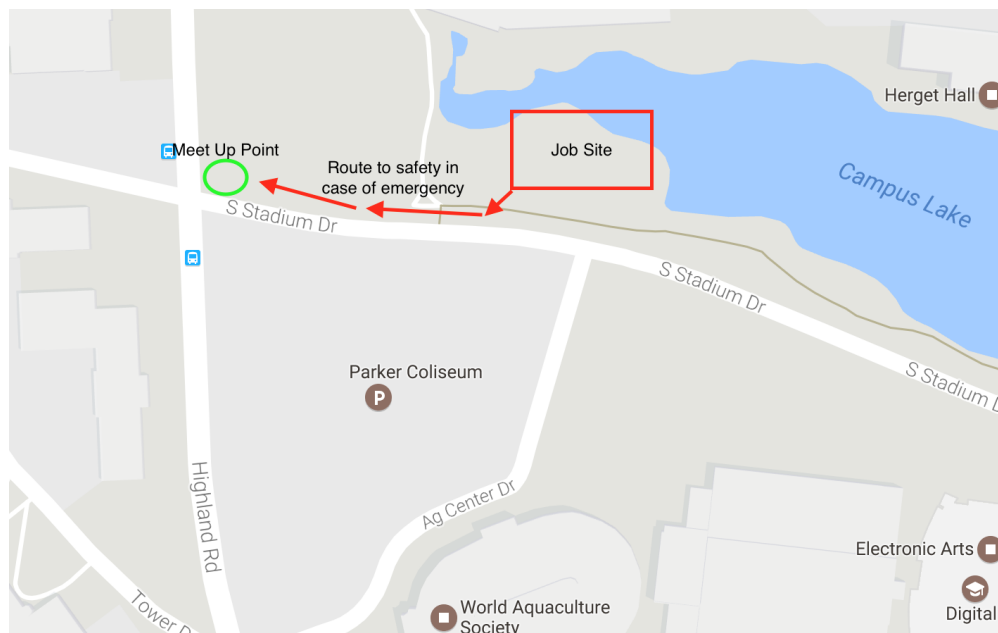 Herget Hall
Meet Up Point
Job Site
Route to safety in
case of emergency
Campus Lake
S Stadium Dr
S Stadium Dr
S Stadium D
Parker Coliseum
P
Highland Rd
Ag Center Dr
Electronic Arts
Tower D
World Aquaculture
Society
Digital